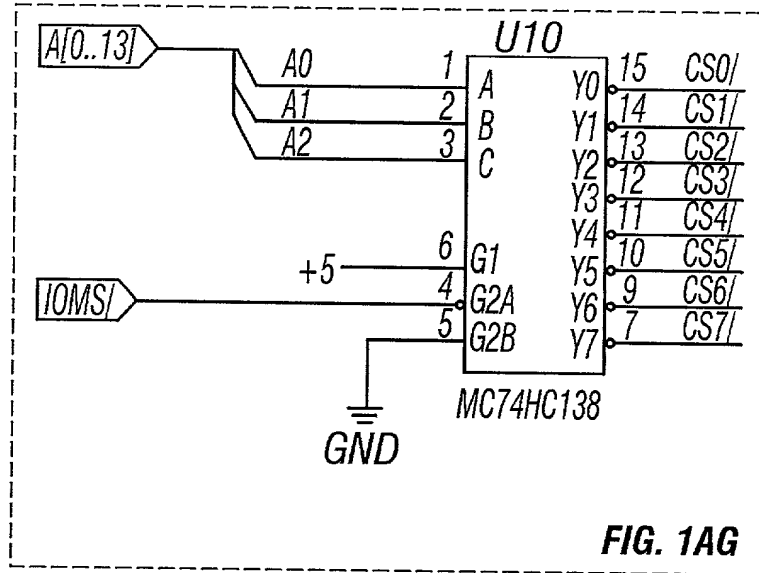 A[0..13]
U10
A0 1 A Y0 15 CS0/
A1 2 B Y1 14 CS1/
A2 3 C Y2 13 CS2/
Y3 12 CS3/
Y4 11 CS4/
+5 6 G1 Y5 10 CS5/
IOMS/ 4 G2A Y6 9 CS6/
5 G2B Y7 7 CS7/
MC74HC138
GND
FIG. 1AG